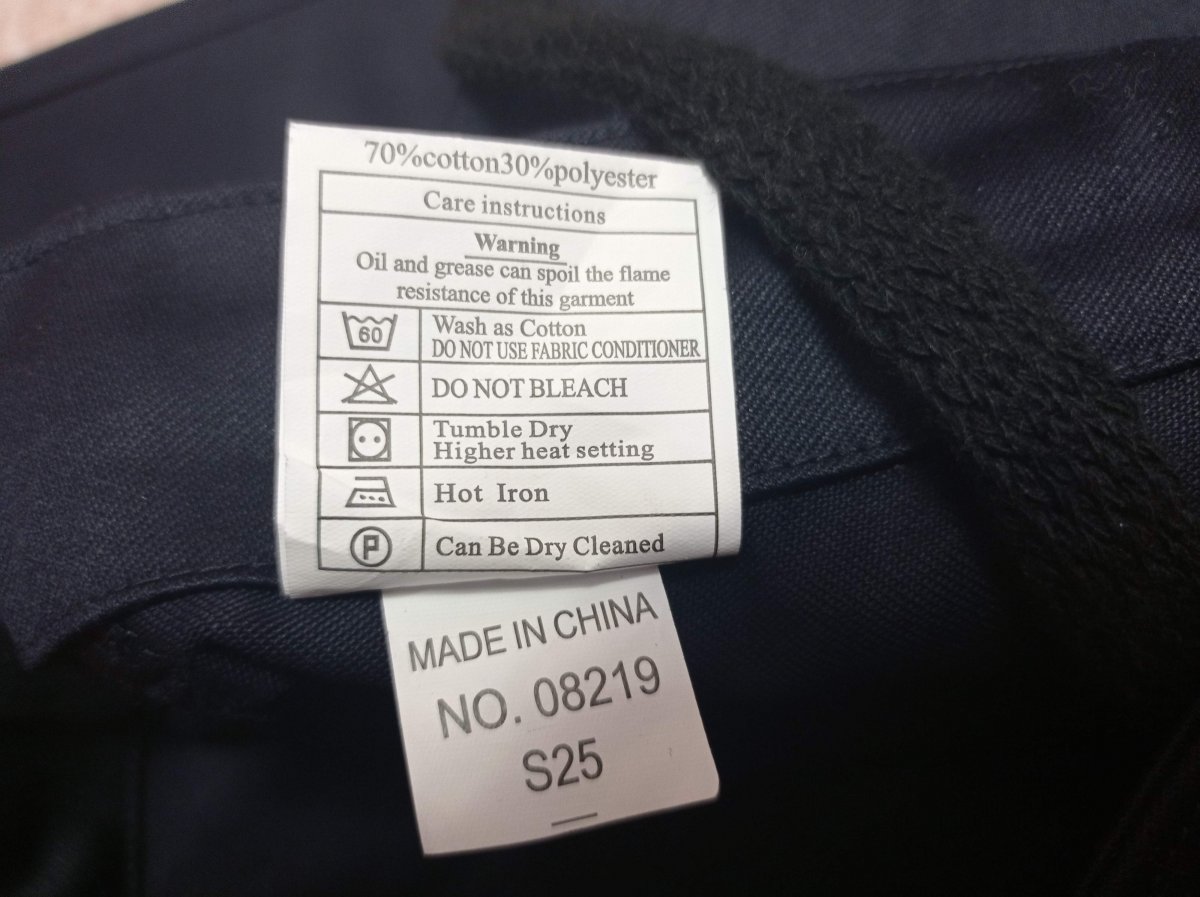 70%cotton30%polyester
Care instructions
Warning
Oil and grease can spoil the flame
resistance of this garment
60
Wash as Cotton
DO NOT USE FABRIC CONDITIONER
DO NOT BLEACH
Tumble Dry
Higher heat setting
Hot Iron
P
Can Be Dry Cleaned
MADE IN CHINA
NO. 08219
S25